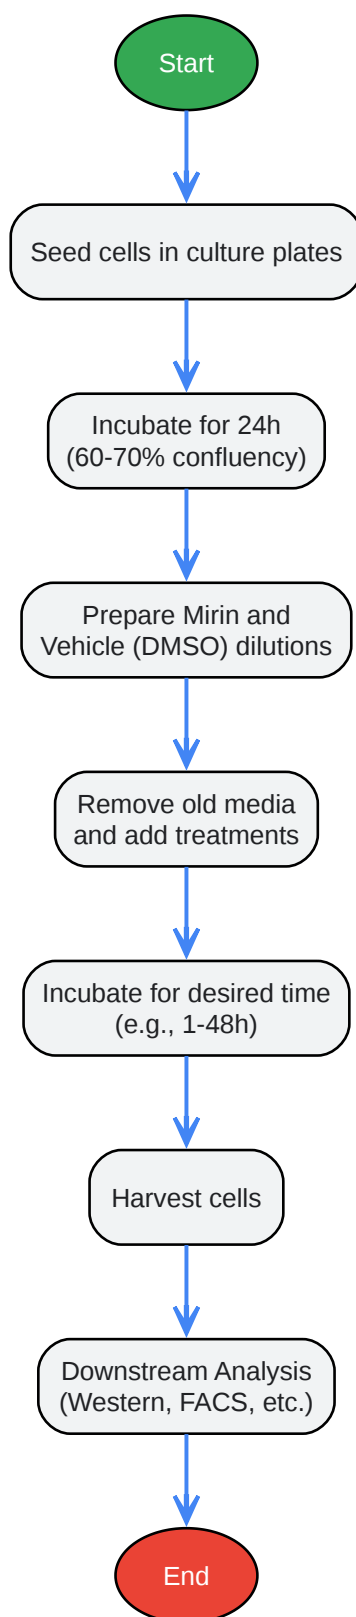 Start
Seed cells in culture plates
Incubate for 24h
(60-70% confluency)
Prepare Mirin and
Vehicle (DMSO) dilutions
Remove old media
and add treatments
Incubate for desired time
(e.g., 1-48h)
Harvest cells
Downstream Analysis
(Western, FACS, etc.)
End